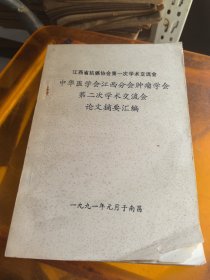 江西省抗癌协会第一次学术交流会
中华医学会江西分会肿瘤学会
第二次学术交流会
论文摘要汇编
一九九一年元月于南昌